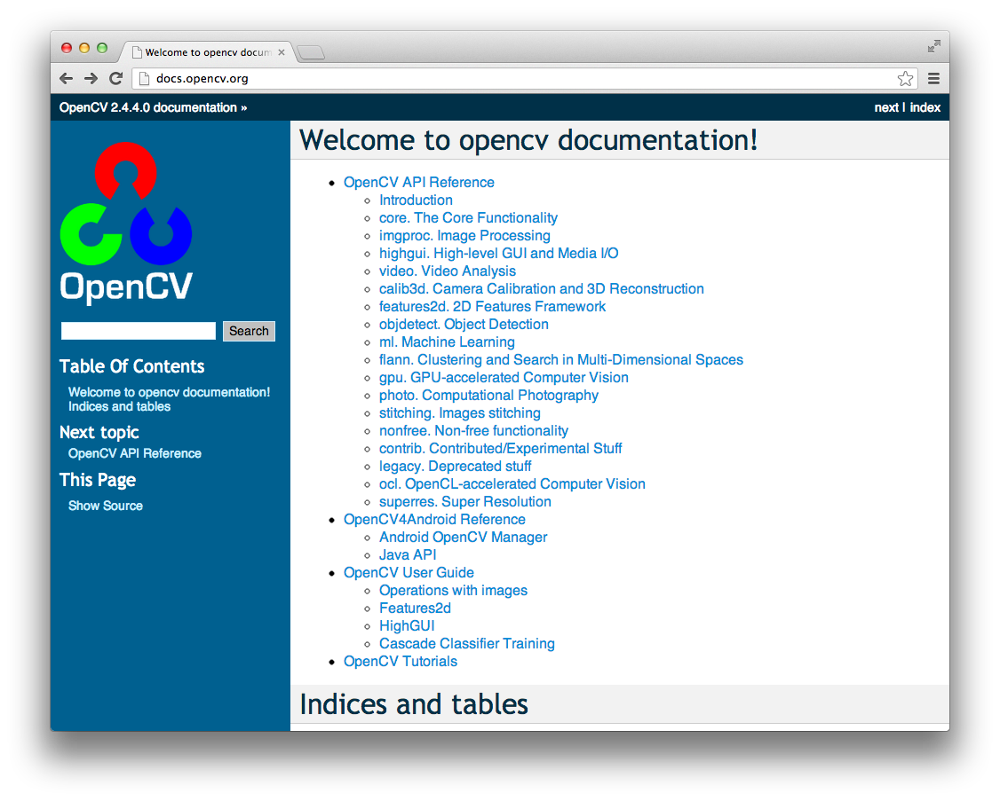 Welcome to opencv docum
docs.opencv.org
OpenCV 2.4.4.0 documentation »
next | index
OpenCV
Search
Table Of Contents
Welcome to opencv documentation!
Indices and tables
Next topic
OpenCV API Reference
This Page
Show Source
Welcome to opencv documentation!
OpenCV API Reference
Introduction
core. The Core Functionality
imgproc. Image Processing
highgui. High-level GUI and Media I/O
video. Video Analysis
calib3d. Camera Calibration and 3D Reconstruction
features2d. 2D Features Framework
objdetect. Object Detection
ml. Machine Learning
flann. Clustering and Search in Multi-Dimensional Spaces
gpu. GPU-accelerated Computer Vision
photo. Computational Photography
stitching. Images stitching
nonfree. Non-free functionality
contrib. Contributed/Experimental Stuff
legacy. Deprecated stuff
ocl. OpenCL-accelerated Computer Vision
superres. Super Resolution
OpenCV4Android Reference
Android OpenCV Manager
Java API
OpenCV User Guide
Operations with images
Features2d
HighGUI
Cascade Classifier Training
OpenCV Tutorials
Indices and tables